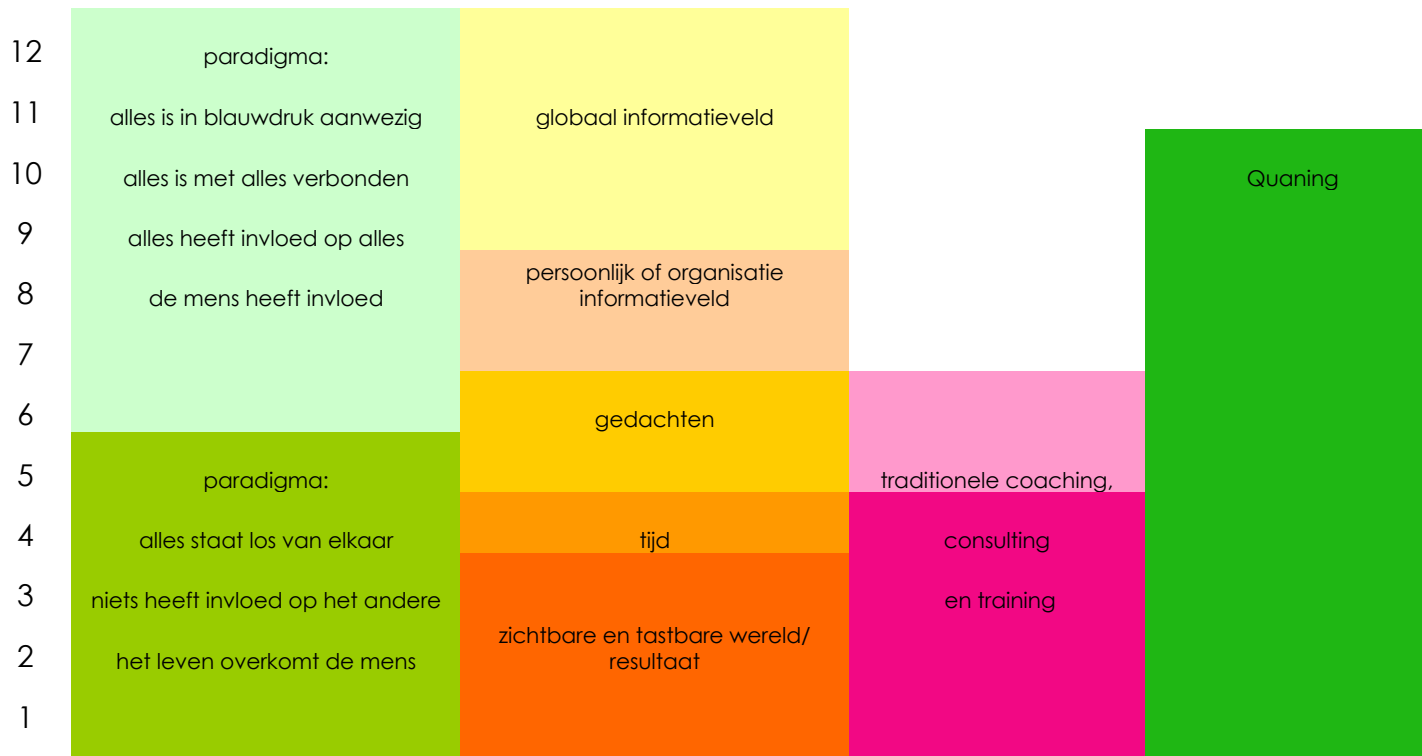 12
paradigma:
11
alles is in blauwdruk aanwezig
globaal informatieveld
10
alles is met alles verbonden
Quaning
9
alles heeft invloed op alles
persoonlijk of organisatie
8
de mens heeft invloed
informatieveld
7
6
gedachten
5
paradigma:
traditionele coaching,
4
alles staat los van elkaar
tijd
consulting
3
niets heeft invloed op het andere
en training
zichtbare en tastbare wereld/
2
het leven overkomt de mens
resultaat
1